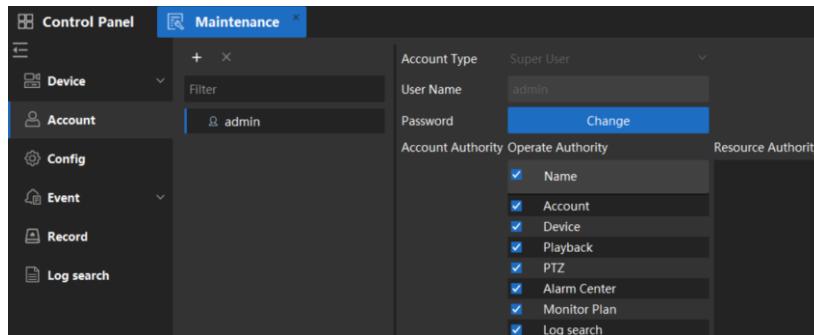 Control Panel
Maintenance
Device
Account
Config
Event
Record
Log search
Filter
admin
Account Type Super User
User Name admin
Password Change
Account Authority Operate Authority Resource Authorit
Name
Account
Device
Playback
PTZ
Alarm Center
Monitor Plan
Log search